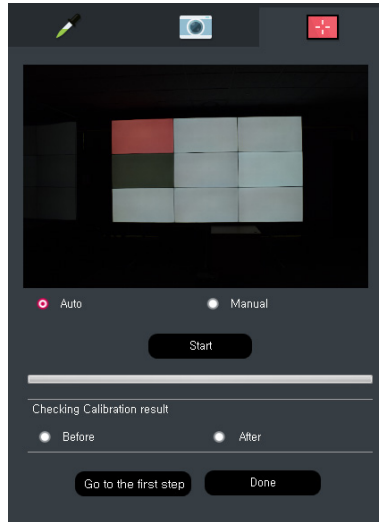 Auto
Manual
Start
Checking Calibration result
Before
After
Go to the first step
Done